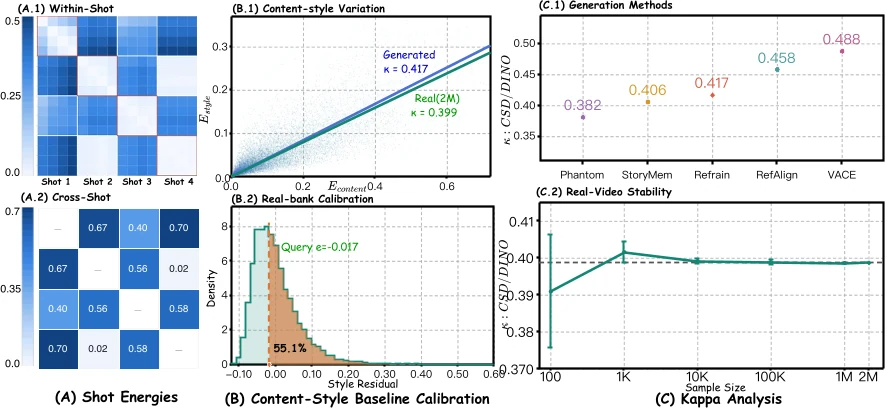 (A.1) Within-Shot
0.5
0.25
0.0
Shot 1 Shot 2 Shot 3 Shot 4
(A.2) Cross-Shot
0.7
0.35
0.0
— 0.67 0.40 0.70
0.67 — 0.56 0.02
0.40 0.56 — 0.58
0.70 0.02 0.58 —
(A) Shot Energies
(B.1) Content-style Variation
E_style
0.3
0.2
0.1
0.0
0.0 0.2 0.4 0.6
E_content
Generated
κ = 0.417
Real(2M)
κ = 0.399
(B.2) Real-bank Calibration
Density
8
6
4
2
0
Query e=-0.017
55.1%
−0.10 0.00 0.10 0.20 0.30 0.40 0.50 0.60
Style Residual
(B) Content-Style Baseline Calibration
(C.1) Generation Methods
κ: CSD/DINO
0.50
0.45
0.40
0.35
0.382
0.406
0.417
0.458
0.488
Phantom StoryMem Refrain RefAlign VACE
(C.2) Real-Video Stability
κ: CSD/DINO
0.41
0.40
0.39
0.38
0.370
100 1K 10K 100K 1M 2M
Sample Size
(C) Kappa Analysis